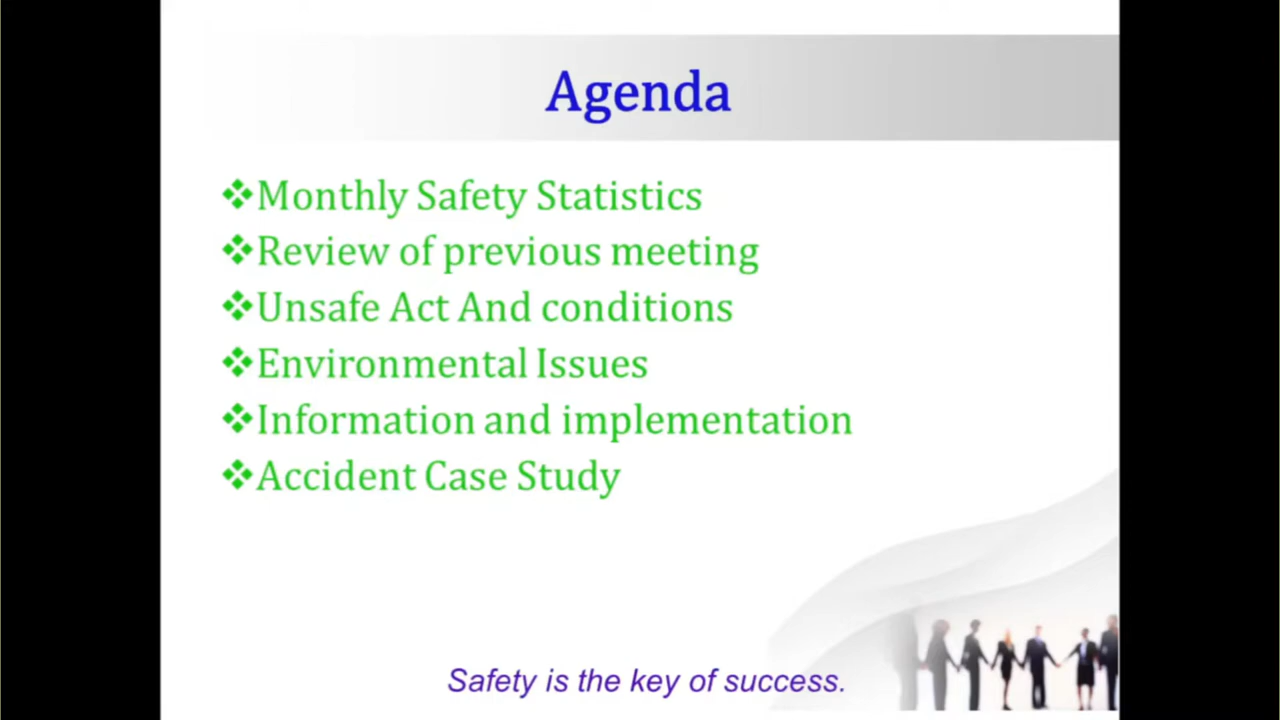 Agenda
❖Monthly Safety Statistics
❖Review of previous meeting
❖Unsafe Act And conditions
❖Environmental Issues
❖Information and implementation
❖Accident Case Study
Safety is the key of success.